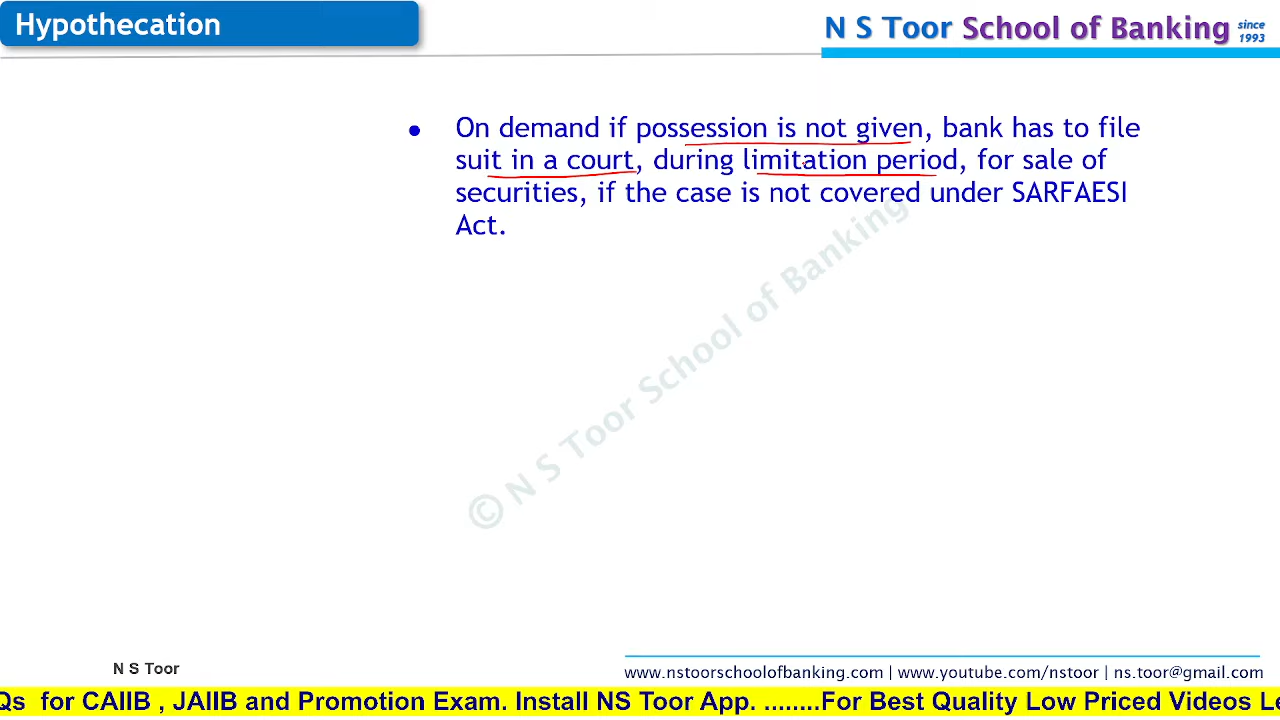 Hypothecation
N S Toor School of Banking since 1993
• On demand if possession is not given, bank has to file
suit in a court, during limitation period, for sale of
securities, if the case is not covered under SARFAESI
Act.
© N S Toor School of Banking
N S Toor
www.nstoorschoolofbanking.com | www.youtube.com/nstoor | ns.toor@gmail.com
Qs for CAIIB , JAIIB and Promotion Exam. Install NS Toor App. ........For Best Quality Low Priced Videos